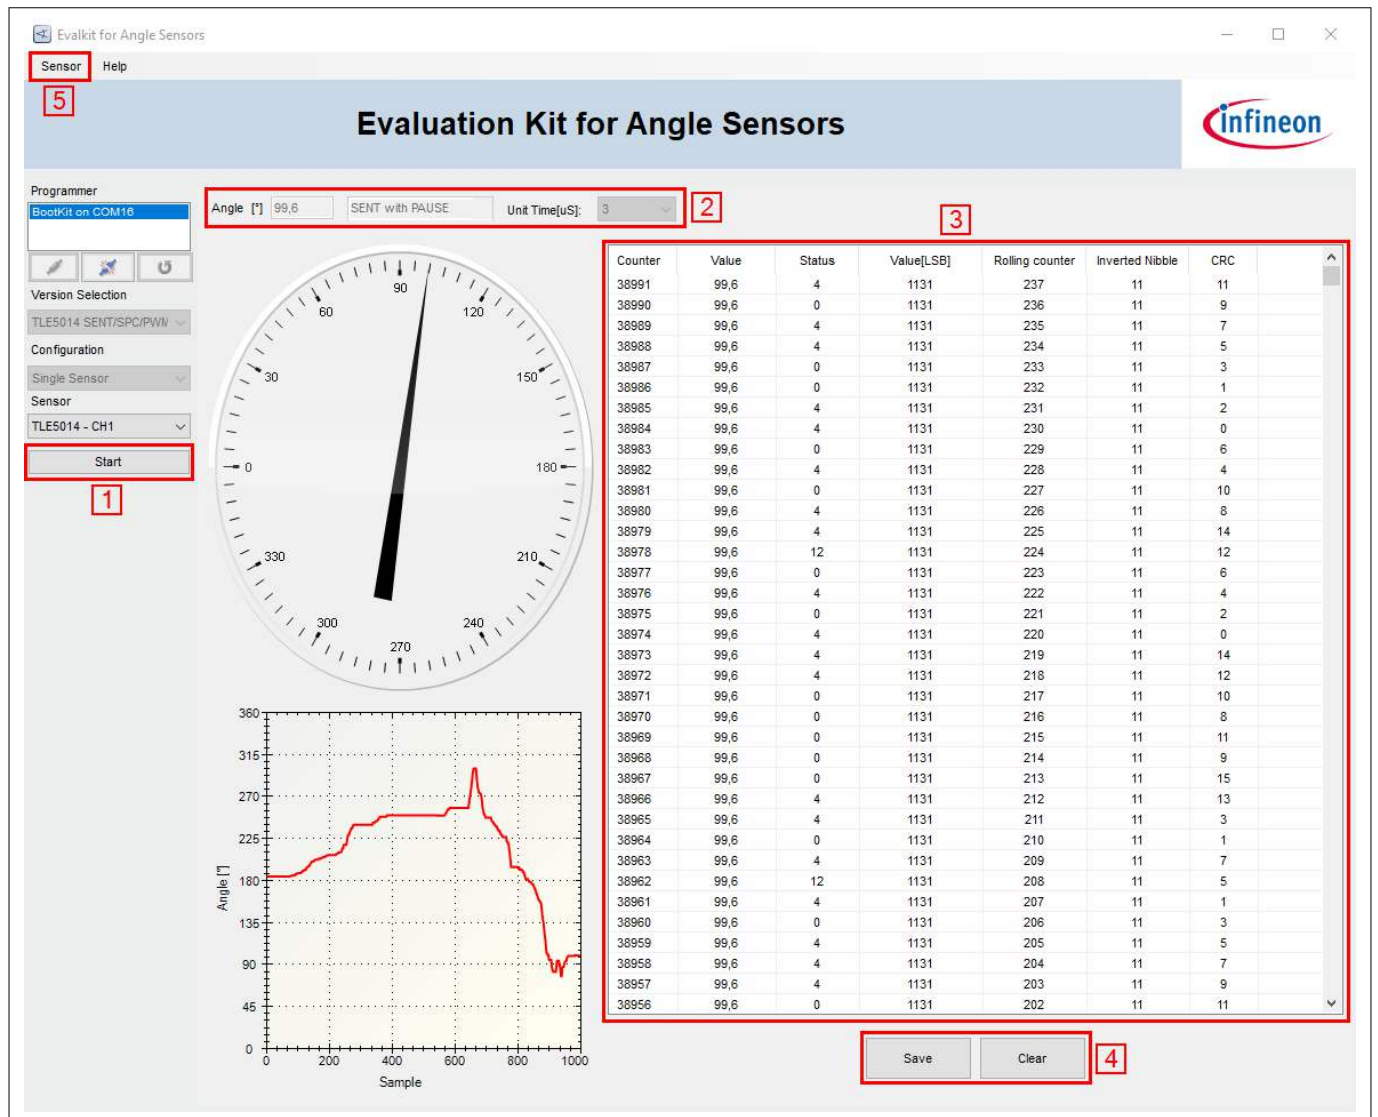 Evalkit for Angle Sensors
Sensor Help
5
Evaluation Kit for Angle Sensors
infineon
Programmer
BootKit on COM16
Version Selection
TLE5014 SENT/SPC/PWM
Configuration
Single Sensor
Sensor
TLE5014 - CH1
Start
1
Angle [°] 99,6 SENT with PAUSE Unit Time[uS]: 3
2
90
60 120
30 150
0 180
330 210
300 240
270
360
315
270
225
180
135
90
45
0
Angle [°]
0 200 400 600 800 1000
Sample
3
Counter Value Status Value[LSB] Rolling counter Inverted Nibble CRC
38991 99,6 4 1131 237 11 11
38990 99,6 0 1131 236 11 9
38989 99,6 4 1131 235 11 7
38988 99,6 4 1131 234 11 5
38987 99,6 0 1131 233 11 3
38986 99,6 0 1131 232 11 1
38985 99,6 4 1131 231 11 2
38984 99,6 4 1131 230 11 0
38983 99,6 0 1131 229 11 6
38982 99,6 4 1131 228 11 4
38981 99,6 0 1131 227 11 10
38980 99,6 4 1131 226 11 8
38979 99,6 4 1131 225 11 14
38978 99,6 12 1131 224 11 12
38977 99,6 0 1131 223 11 6
38976 99,6 4 1131 222 11 4
38975 99,6 0 1131 221 11 2
38974 99,6 4 1131 220 11 0
38973 99,6 4 1131 219 11 14
38972 99,6 4 1131 218 11 12
38971 99,6 0 1131 217 11 10
38970 99,6 0 1131 216 11 8
38969 99,6 0 1131 215 11 11
38968 99,6 0 1131 214 11 9
38967 99,6 0 1131 213 11 15
38966 99,6 4 1131 212 11 13
38965 99,6 4 1131 211 11 3
38964 99,6 0 1131 210 11 1
38963 99,6 4 1131 209 11 7
38962 99,6 12 1131 208 11 5
38961 99,6 4 1131 207 11 1
38960 99,6 0 1131 206 11 3
38959 99,6 4 1131 205 11 5
38958 99,6 4 1131 204 11 7
38957 99,6 4 1131 203 11 9
38956 99,6 0 1131 202 11 11
Save Clear
4